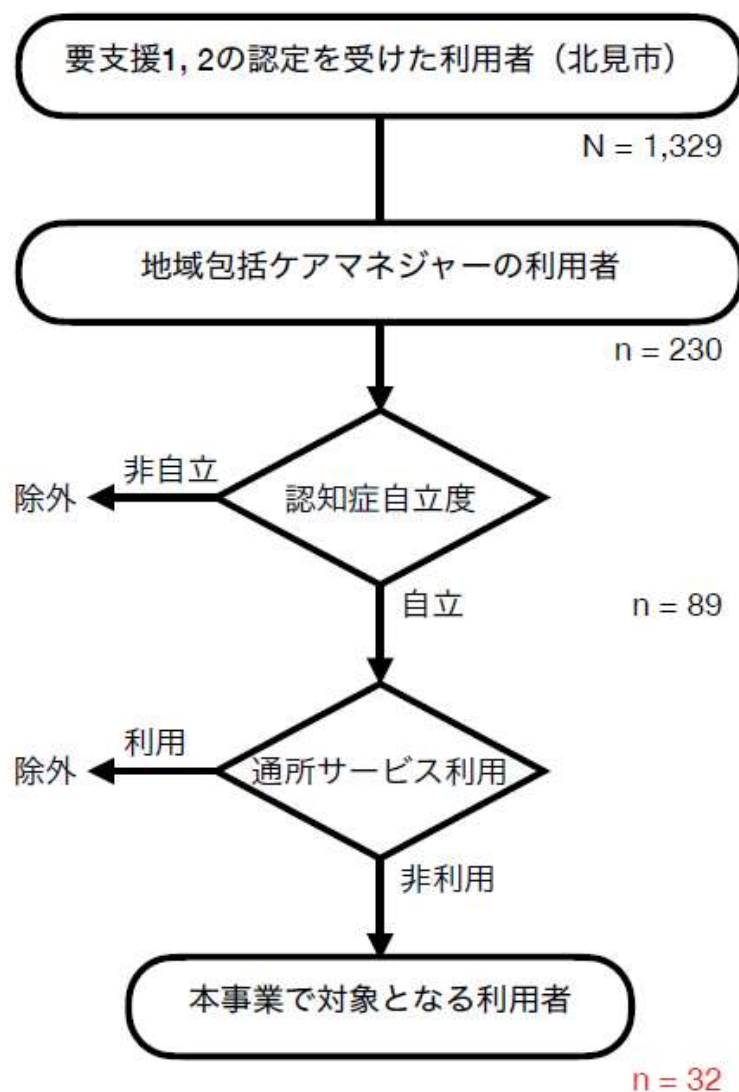 要支援1, 2の認定を受けた利用者（北見市）
N = 1,329
地域包括ケアマネジャーの利用者
n = 230
非自立
除外
認知症自立度
自立
n = 89
利用
除外
通所サービス利用
非利用
本事業で対象となる利用者
n = 32